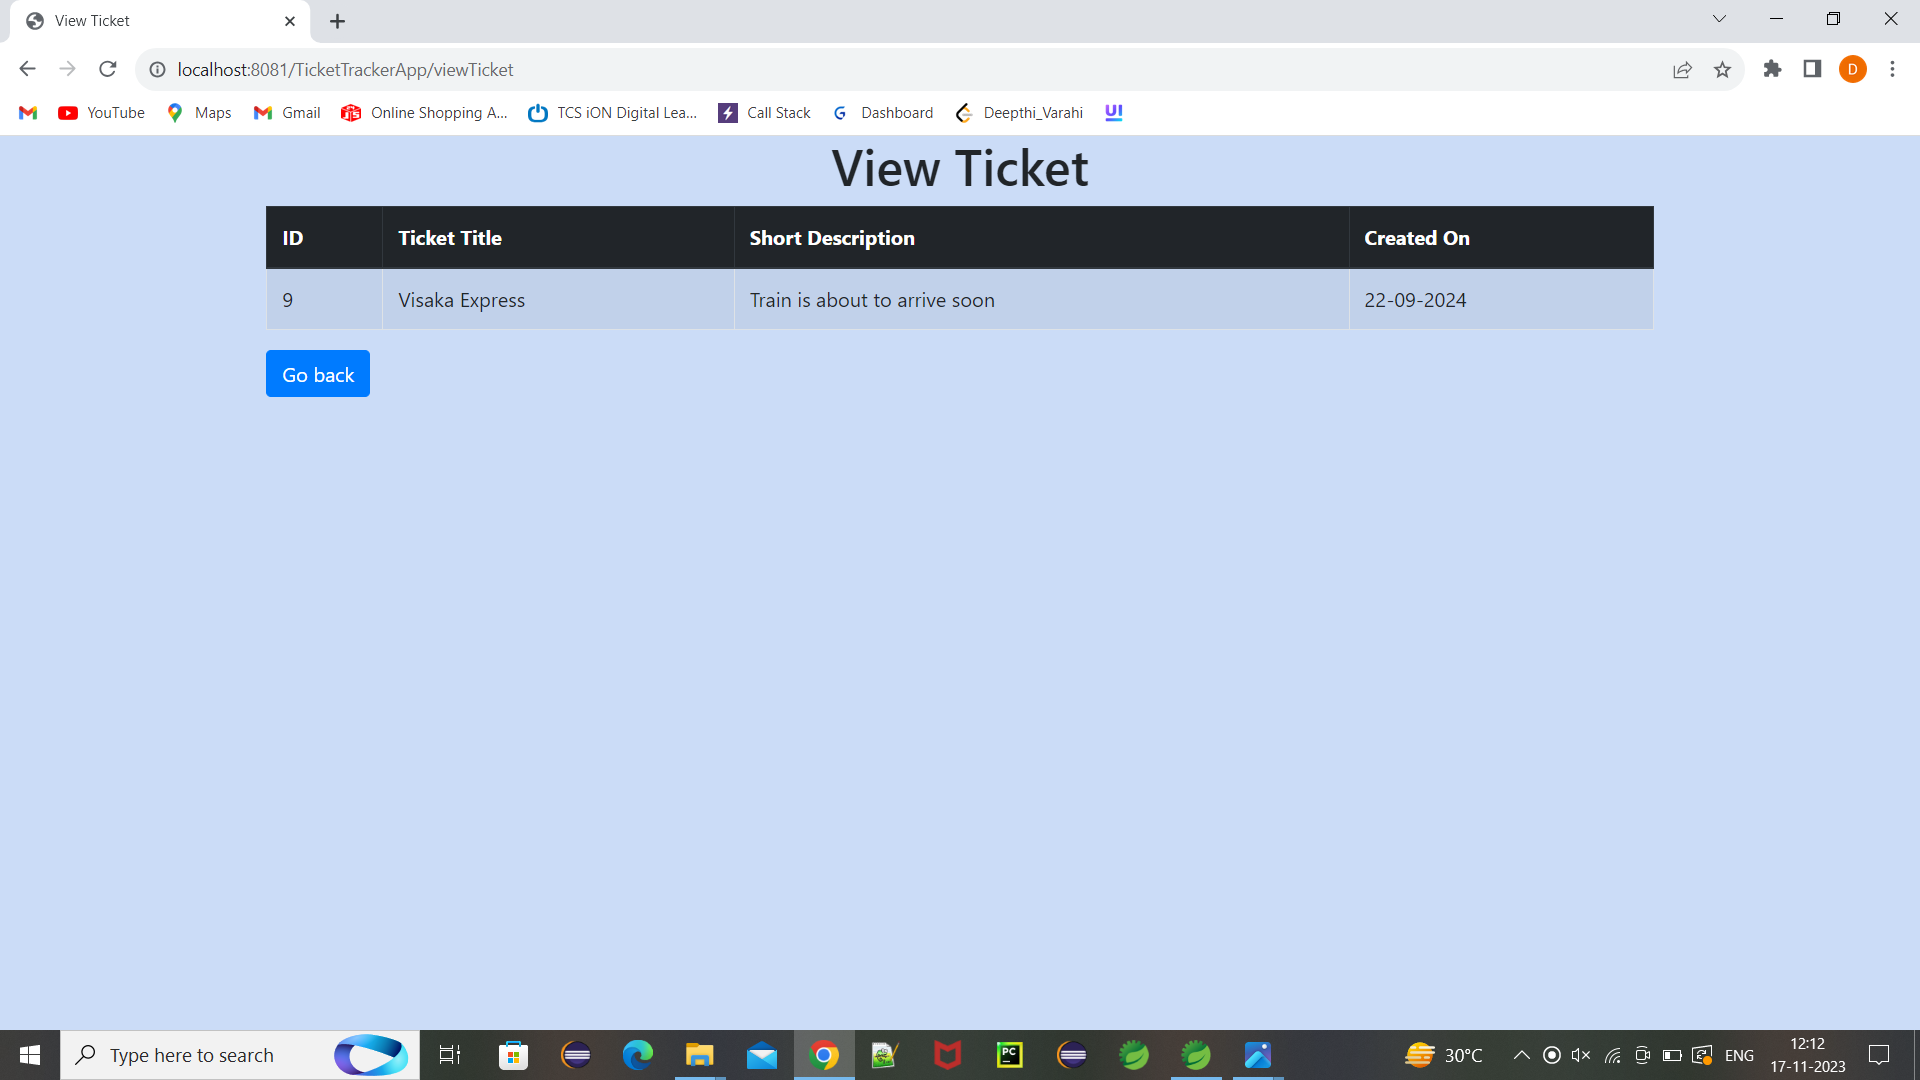 View Ticket
localhost:8081/TicketTrackerApp/viewTicket
D
YouTube Maps Gmail Online Shopping A... TCS iON Digital Lea... Call Stack Dashboard Deepthi_Varahi UI
View Ticket
ID Ticket Title Short Description Created On
9 Visaka Express Train is about to arrive soon 22-09-2024
Go back
Type here to search
PC
30°C
ENG
12:12
17-11-2023